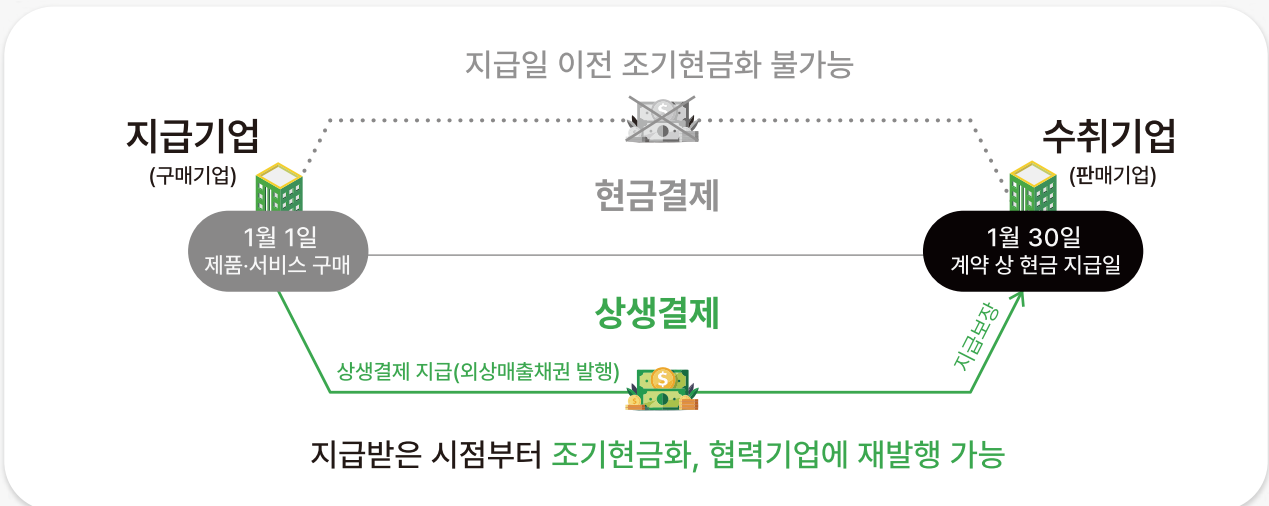 지급일 이전 조기현금화 불가능
지급기업
(구매기업)
수취기업
(판매기업)
현금결제
1월 1일
제품·서비스 구매
1월 30일
계약 상 현금 지급일
상생결제
지급보장
상생결제 지급(외상매출채권 발행)
지급받은 시점부터 조기현금화, 협력기업에 재발행 가능